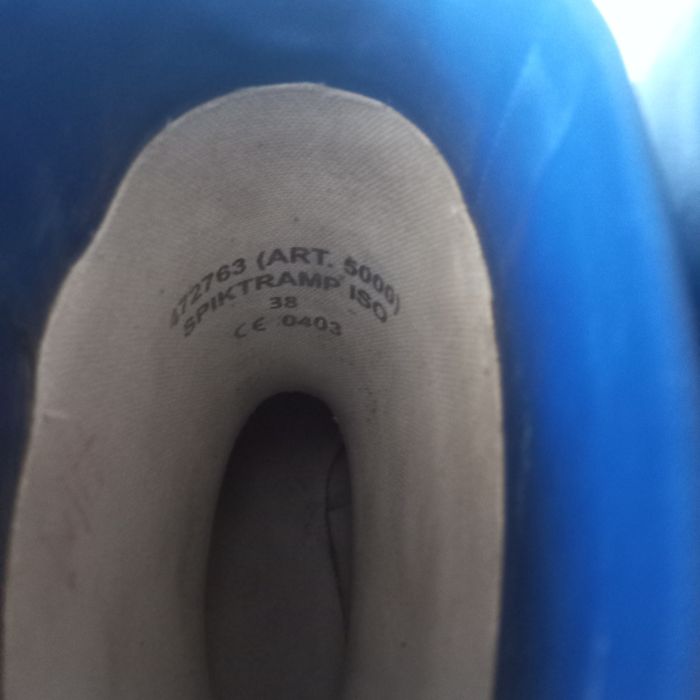 472763 (ART. 5000)
SPIKTRAMP ISO
38
CE 0403